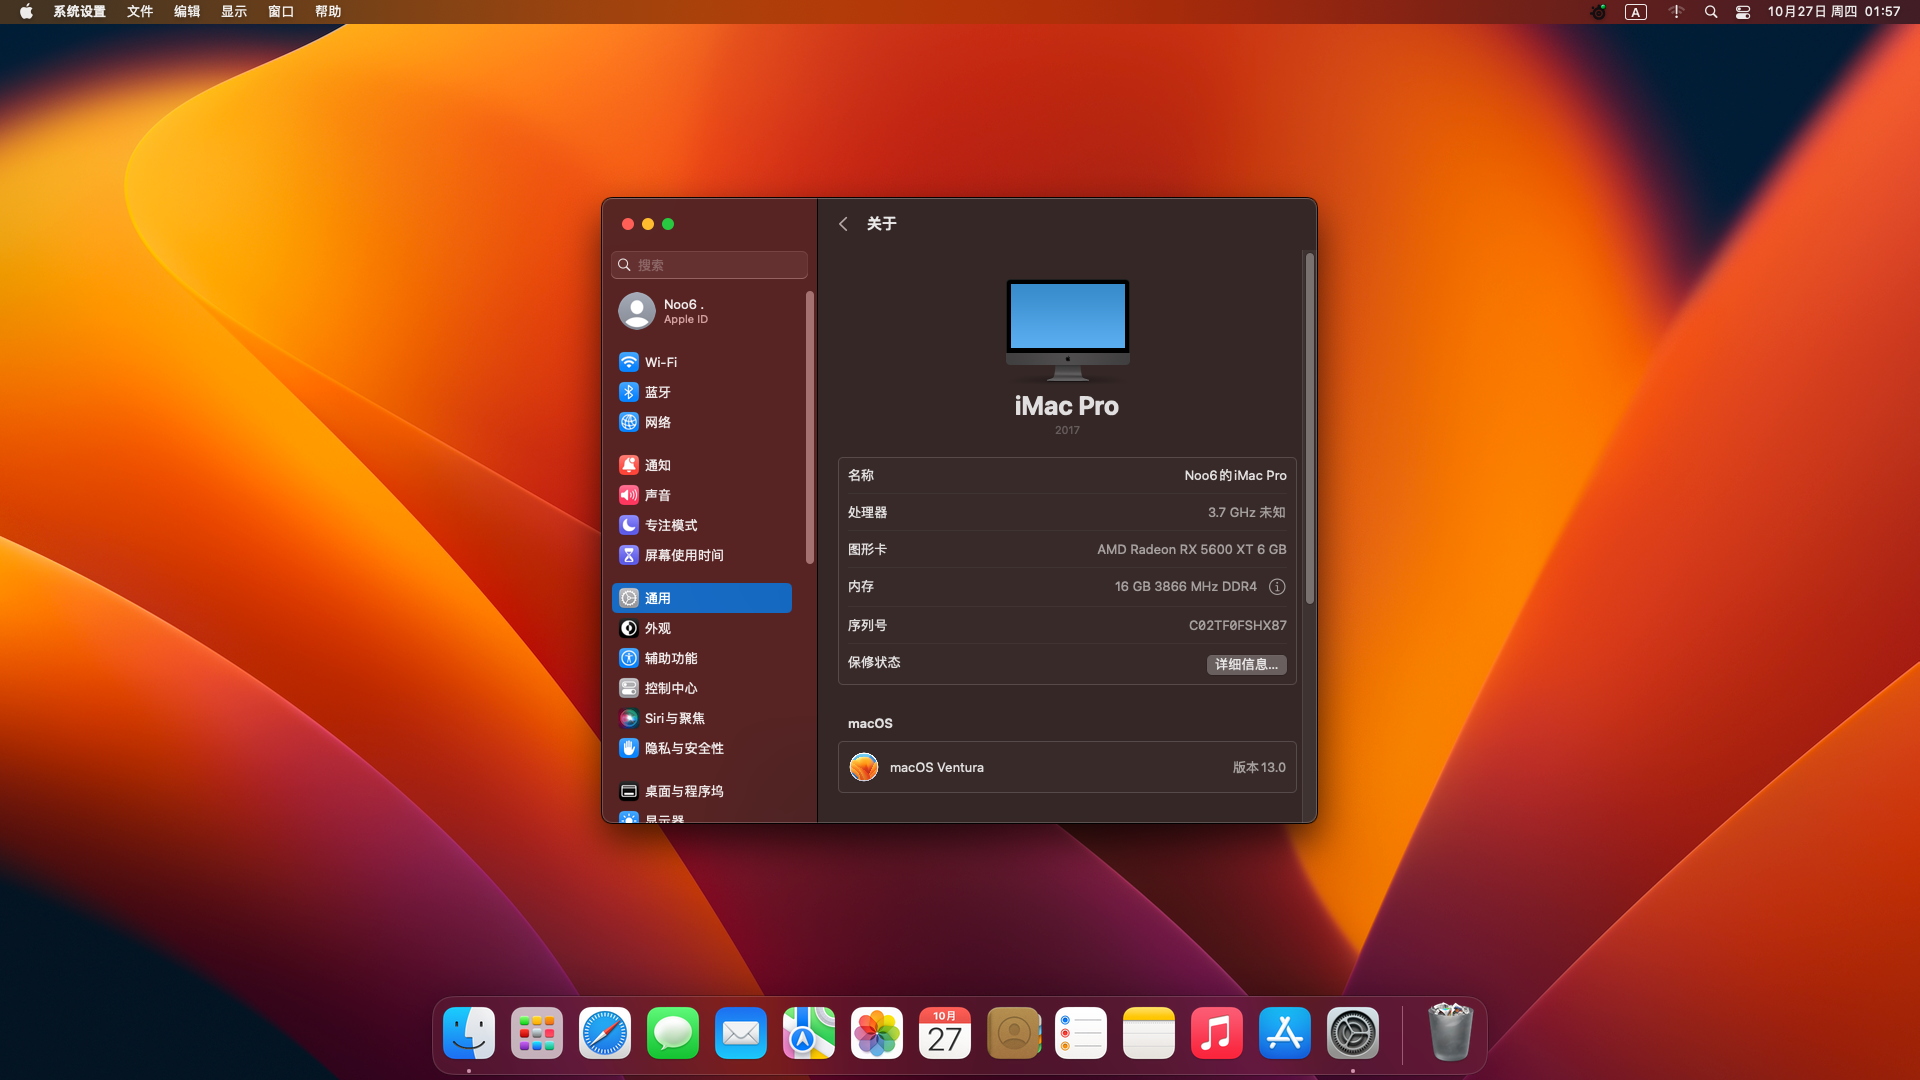 系统设置 文件 编辑 显示 窗口 帮助
A 10月27日 周四 01:57
搜索
Noo6 .
Apple ID
Wi-Fi
蓝牙
网络
通知
声音
专注模式
屏幕使用时间
通用
外观
辅助功能
控制中心
Siri与聚焦
隐私与安全性
桌面与程序坞
显示器
关于
iMac Pro
2017
名称 Noo6的iMac Pro
处理器 3.7 GHz 未知
图形卡 AMD Radeon RX 5600 XT 6 GB
内存 16 GB 3866 MHz DDR4
序列号 C02TF0FSHX87
保修状态 详细信息...
macOS
macOS Ventura 版本13.0
10月
27